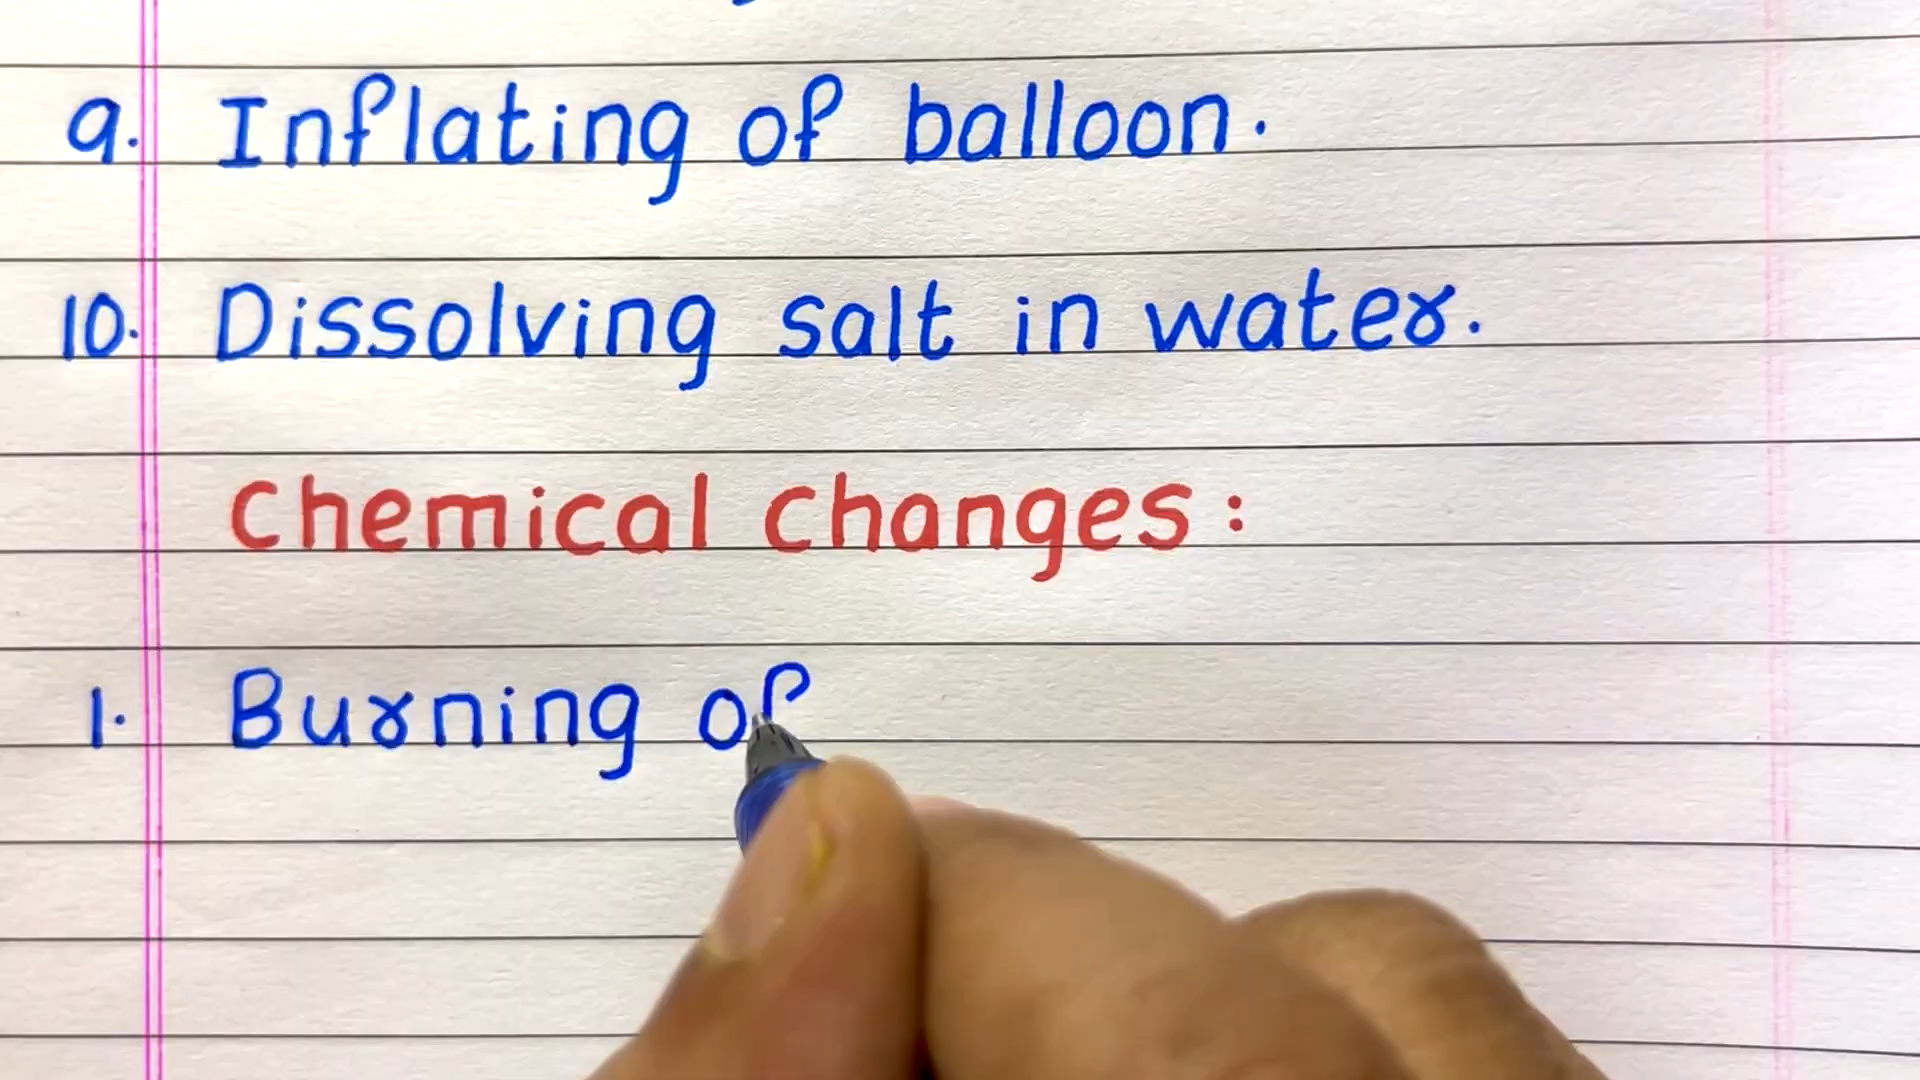 9. Inflating of balloon.
10. Dissolving salt in water.
Chemical changes:
1. Burning of